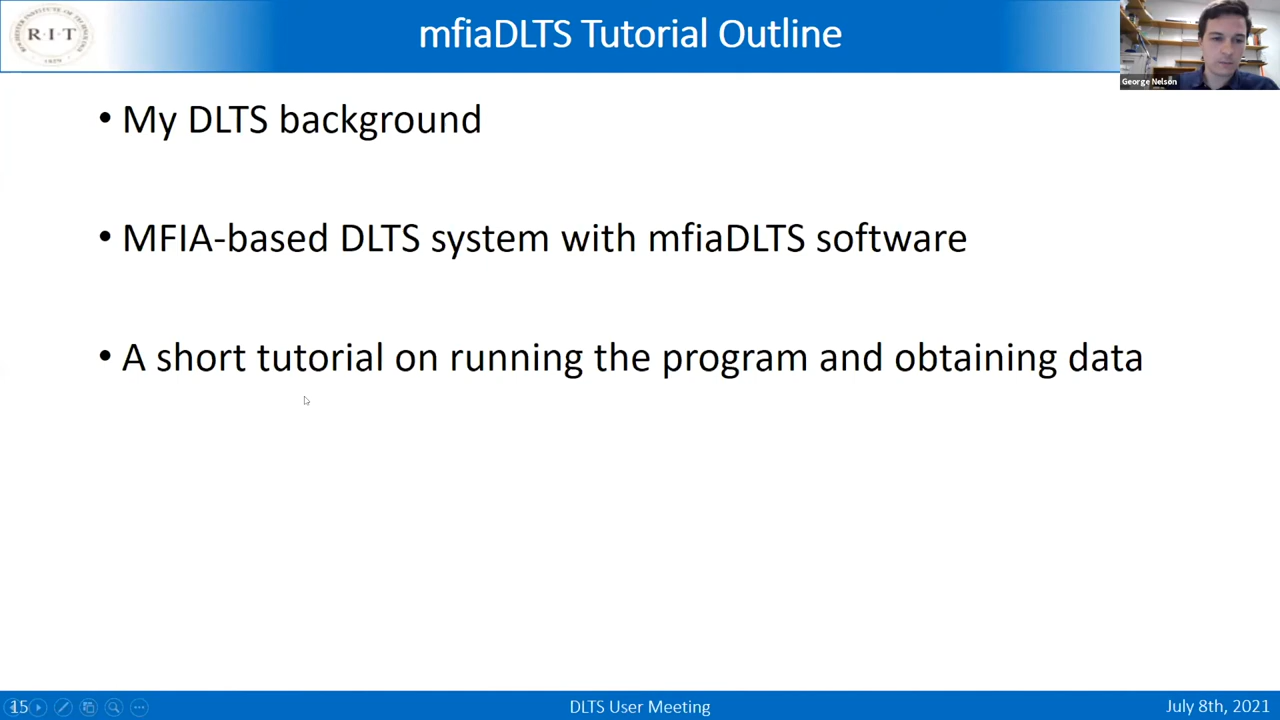 mfiaDLTS Tutorial Outline
R·I·T
George Nelson
• My DLTS background
• MFIA-based DLTS system with mfiaDLTS software
• A short tutorial on running the program and obtaining data
15
DLTS User Meeting
July 8th, 2021